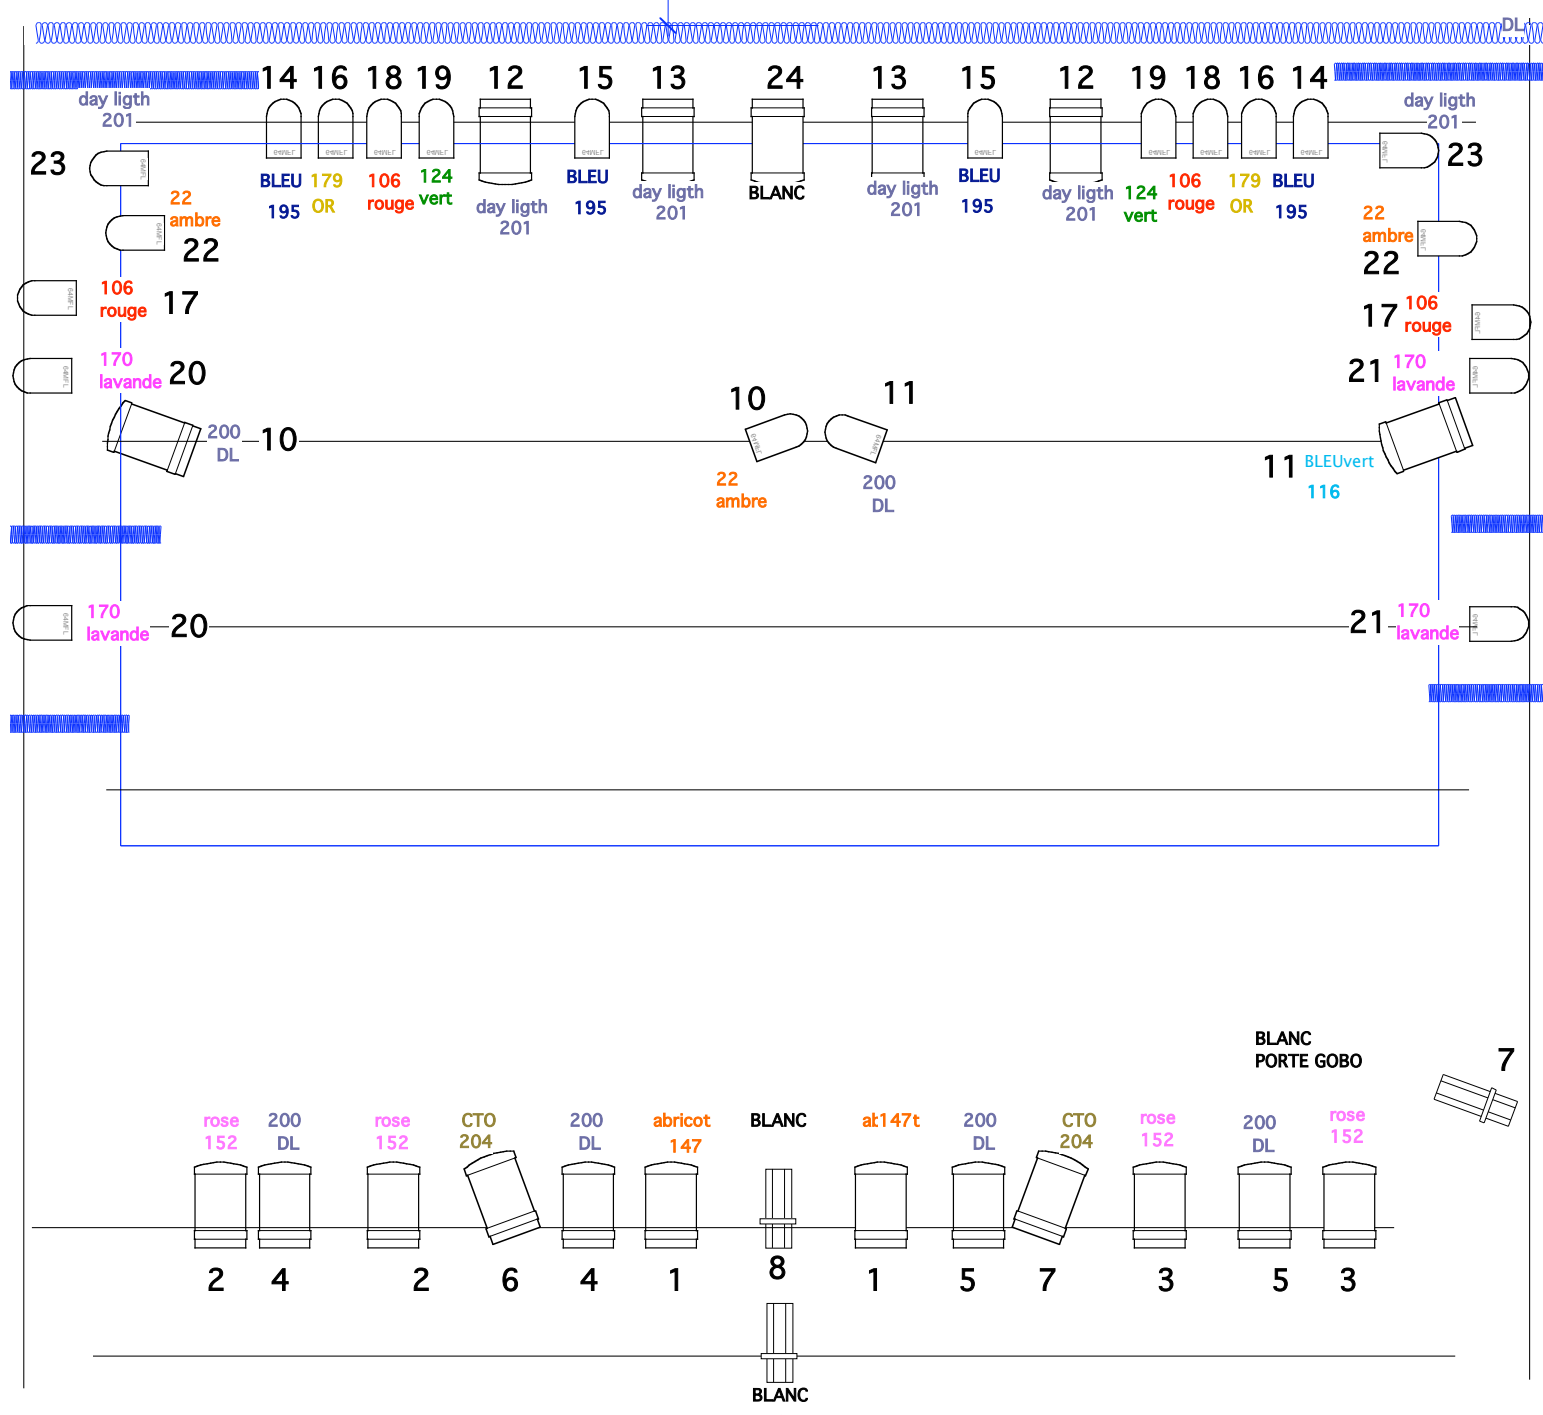 DL
14 16 18 19 12 15 13 24 13 15 12 19 18 16 14
day ligth
201
day ligth
201
23
23
BLEU
195
179
OR
106
rouge
124
vert
day ligth
201
BLEU
195
day ligth
201
BLANC
day ligth
201
BLEU
195
day ligth
201
124
vert
106
rouge
179
OR
BLEU
195
22
ambre
22
22
ambre
22
106
rouge
17
17
106
rouge
170
lavande
20
21
170
lavande
200
DL
10
10
22
ambre
11
200
DL
11
BLEUvert
116
170
lavande
20
21
170
lavande
BLANC
PORTE GOBO
7
rose
152
200
DL
rose
152
CTO
204
200
DL
abricot
147
BLANC
147t
200
DL
CTO
204
rose
152
200
DL
rose
152
2 4 2 6 4 1 8 1 5 7 3 5 3
BLANC